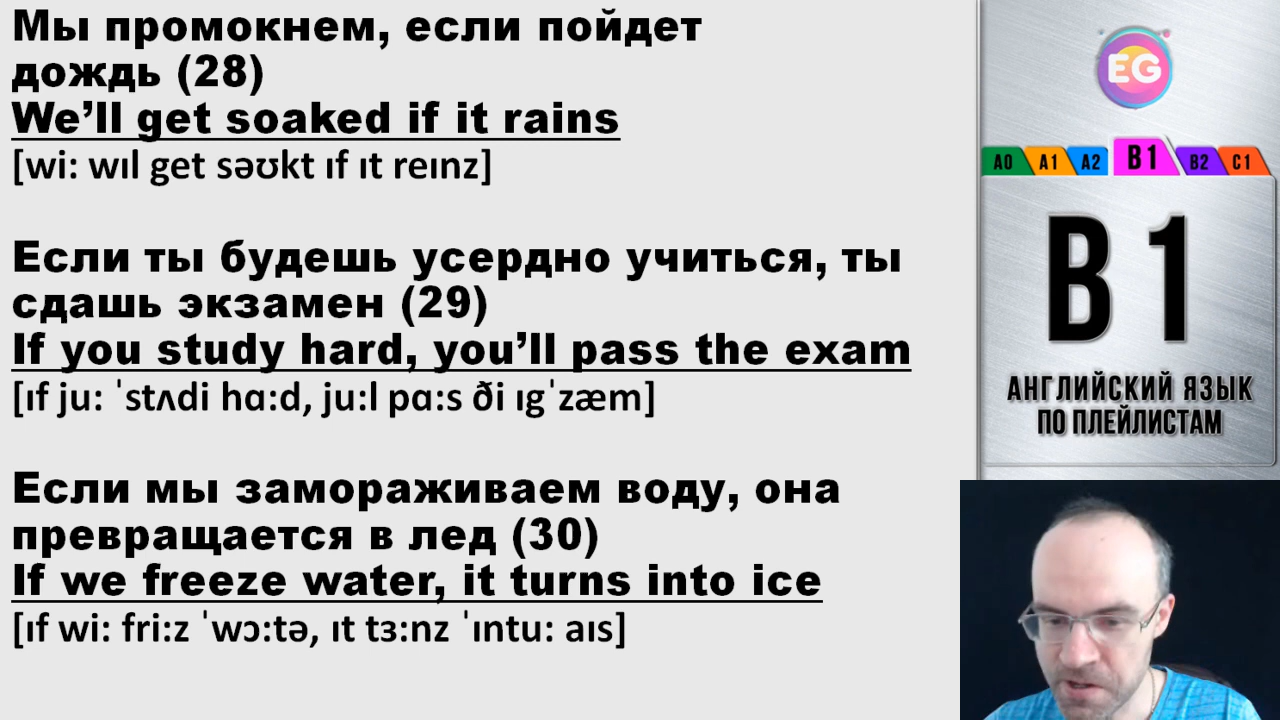 Мы промокнем, если пойдет
дождь (28)
We’ll get soaked if it rains
[wi: wɪl get səʊkt ɪf ɪt reɪnz]
Если ты будешь усердно учиться, ты
сдашь экзамен (29)
If you study hard, you’ll pass the exam
[ɪf ju: ˈstʌdi hɑ:d, ju:l pɑ:s ði ɪgˈzæm]
Если мы замораживаем воду, она
превращается в лед (30)
If we freeze water, it turns into ice
[ɪf wi: fri:z ˈwɔ:tə, ɪt tɜ:nz ˈɪntu: aɪs]
EG
A0 A1 A2 B1 B2 C1
B1
АНГЛИЙСКИЙ ЯЗЫК
ПО ПЛЕЙЛИСТАМ